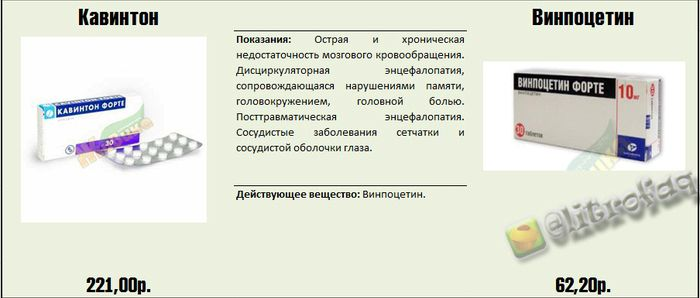 Кавинтон
КАВИНТОН ФОРТЕ
30
221,00р.
Показания: Острая и хроническая
недостаточность мозгового кровообращения.
Дисциркуляторная энцефалопатия,
сопровождающаяся нарушениями памяти,
головокружением, головной болью.
Посттравматическая энцефалопатия.
Сосудистые заболевания сетчатки и
сосудистой оболочки глаза.
Действующее вещество: Винпоцетин.
Винпоцетин
ВИНПОЦЕТИН ФОРТЕ
10 мг
30 таблеток
@litrofaq
62,20р.